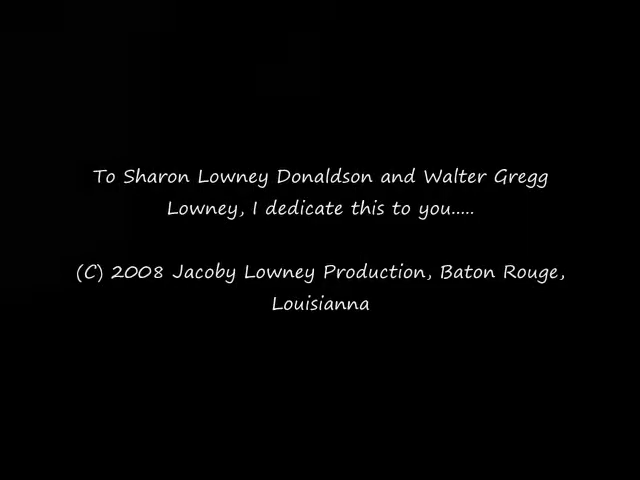 To Sharon Lowney Donaldson and Walter Gregg
Lowney, I dedicate this to you.....
(C) 2008 Jacoby Lowney Production, Baton Rouge,
Louisianna